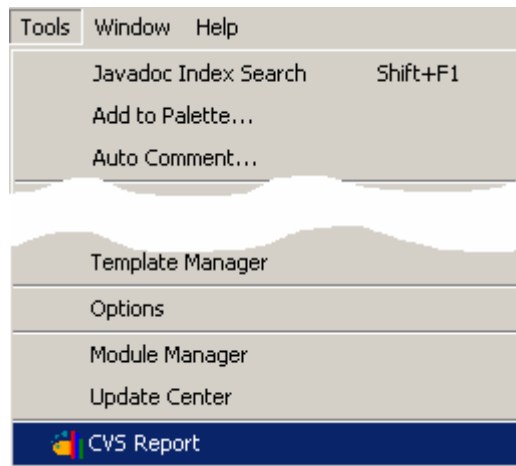 Tools Window Help
Javadoc Index Search Shift+F1
Add to Palette...
Auto Comment...
Template Manager
Options
Module Manager
Update Center
CVS Report